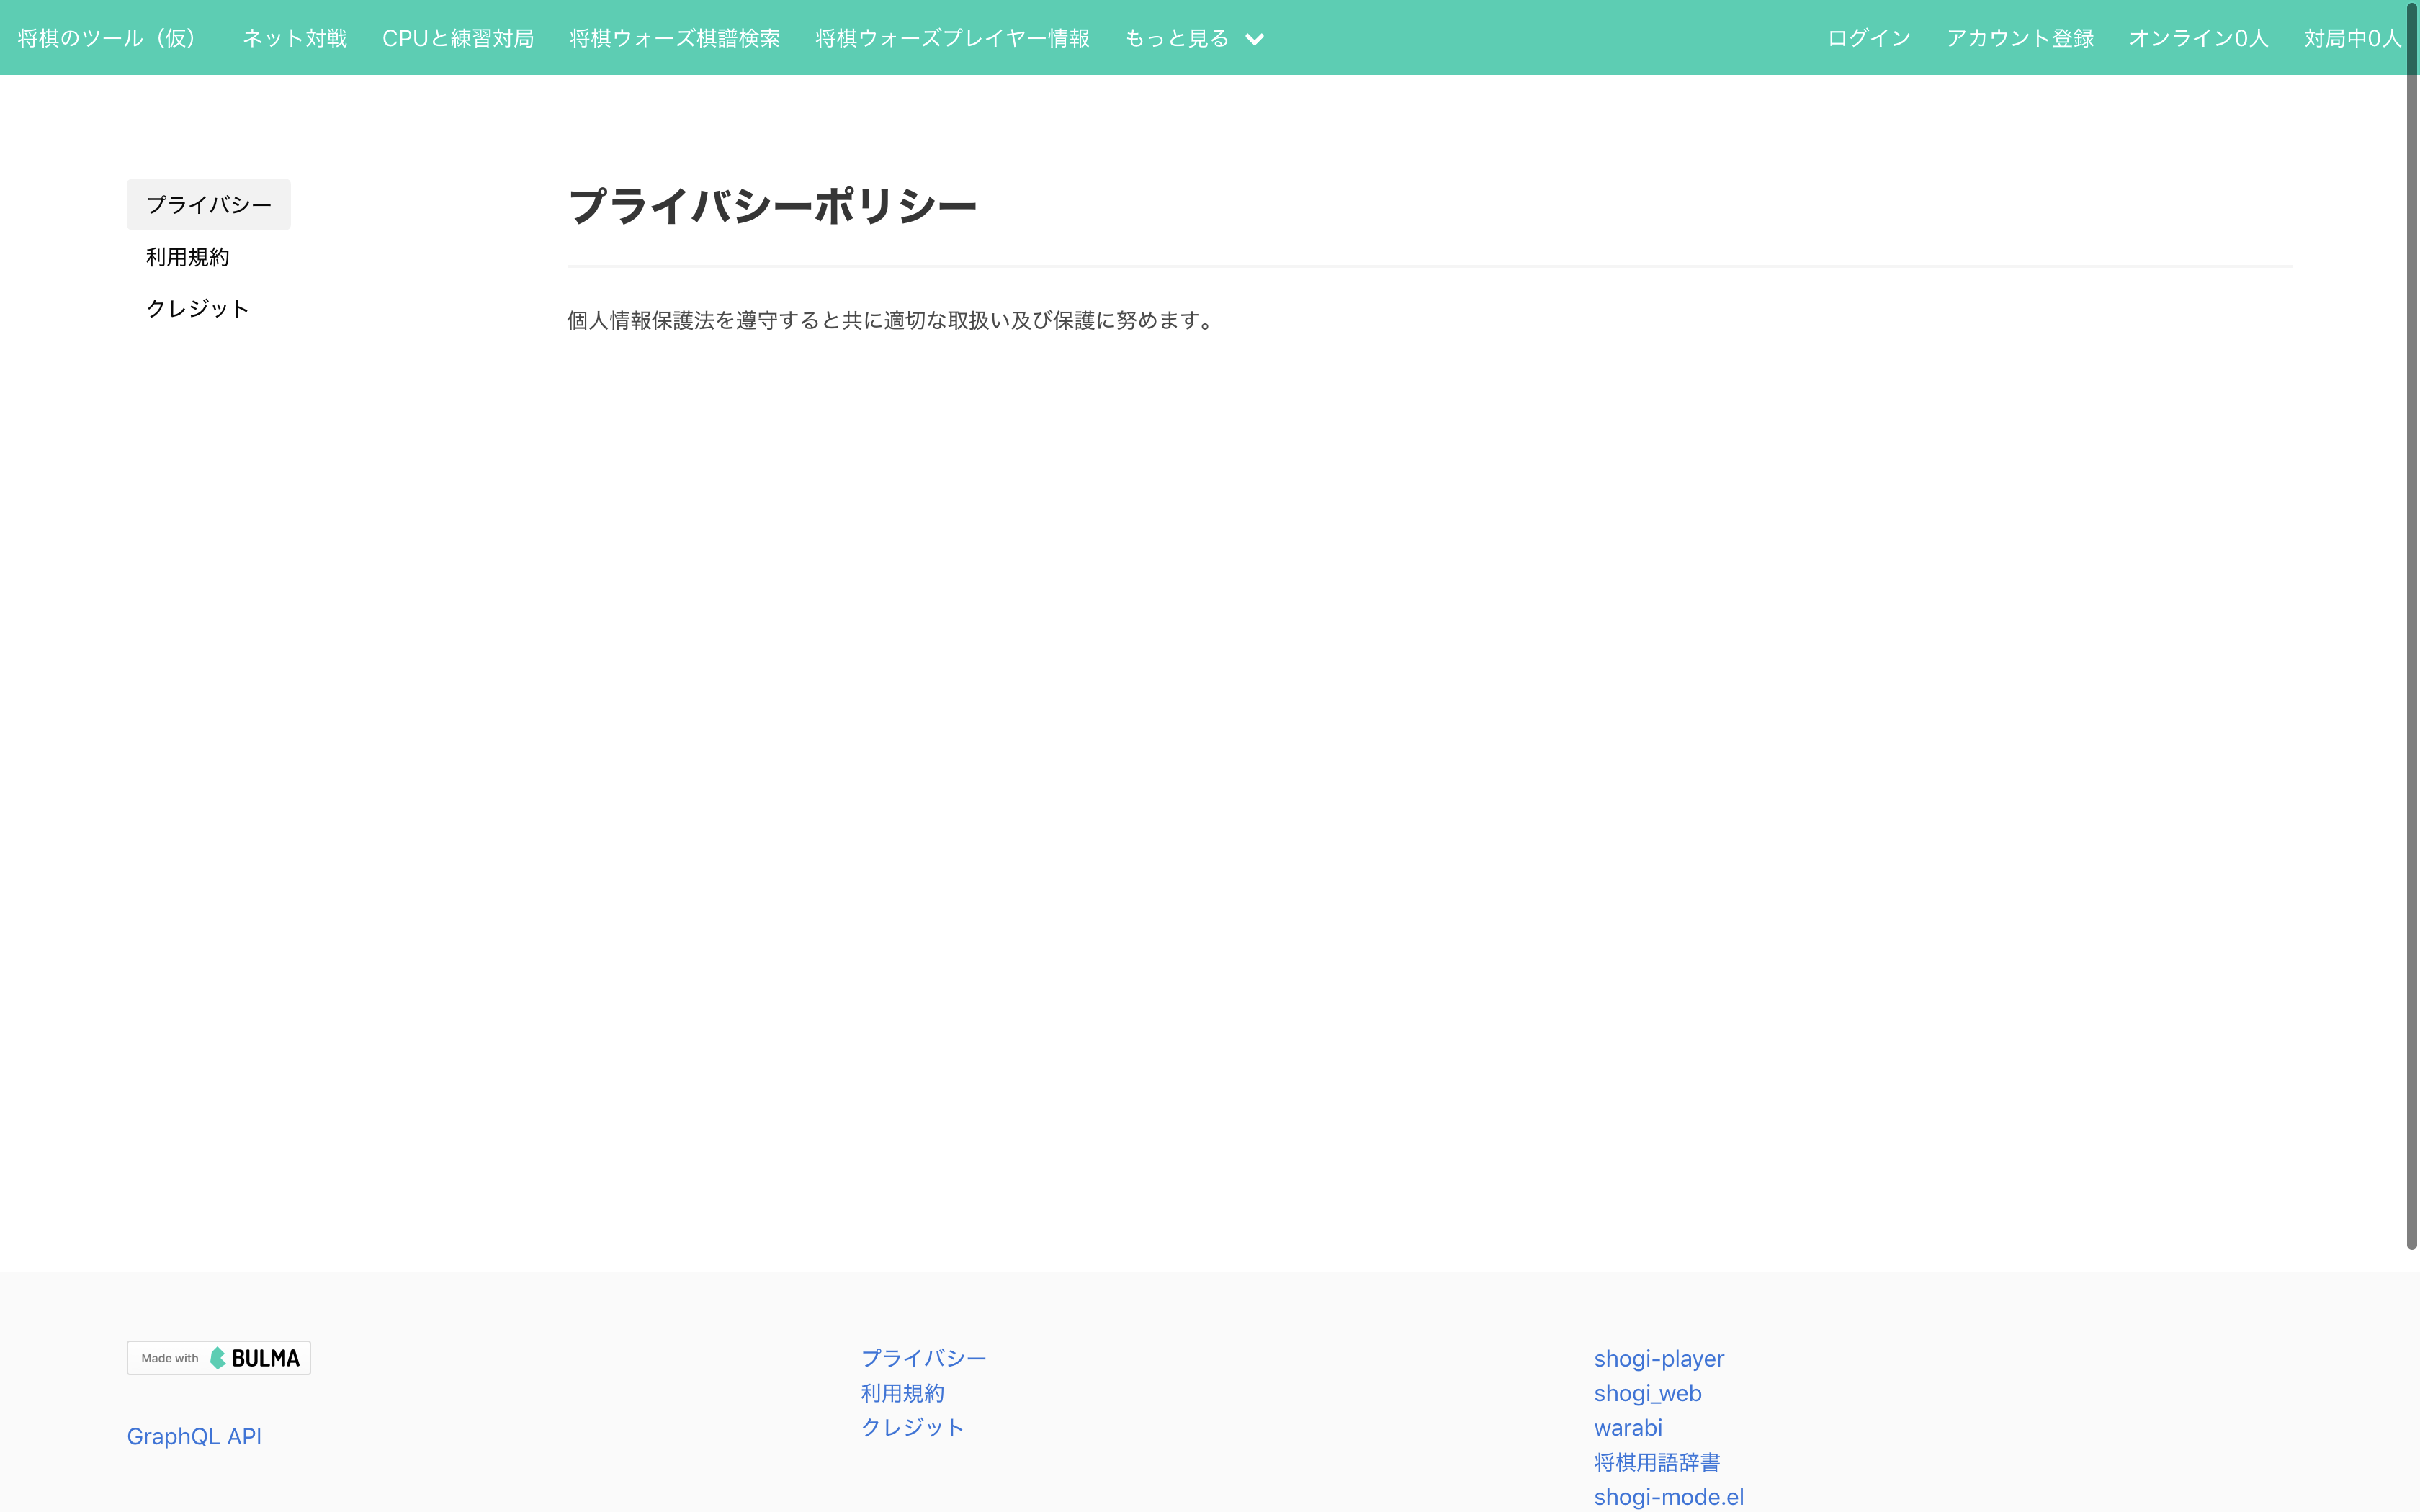 将棋のツール（仮） ネット対戦 CPUと練習対局 将棋ウォーズ棋譜検索 将棋ウォーズプレイヤー情報 もっと見る ログイン アカウント登録 オンライン0人 対局中0人
プライバシー
利用規約
クレジット
プライバシーポリシー
個人情報保護法を遵守すると共に適切な取扱い及び保護に努めます。
Made with BULMA
GraphQL API
プライバシー
利用規約
クレジット
shogi-player
shogi_web
warabi
将棋用語辞書
shogi-mode.el